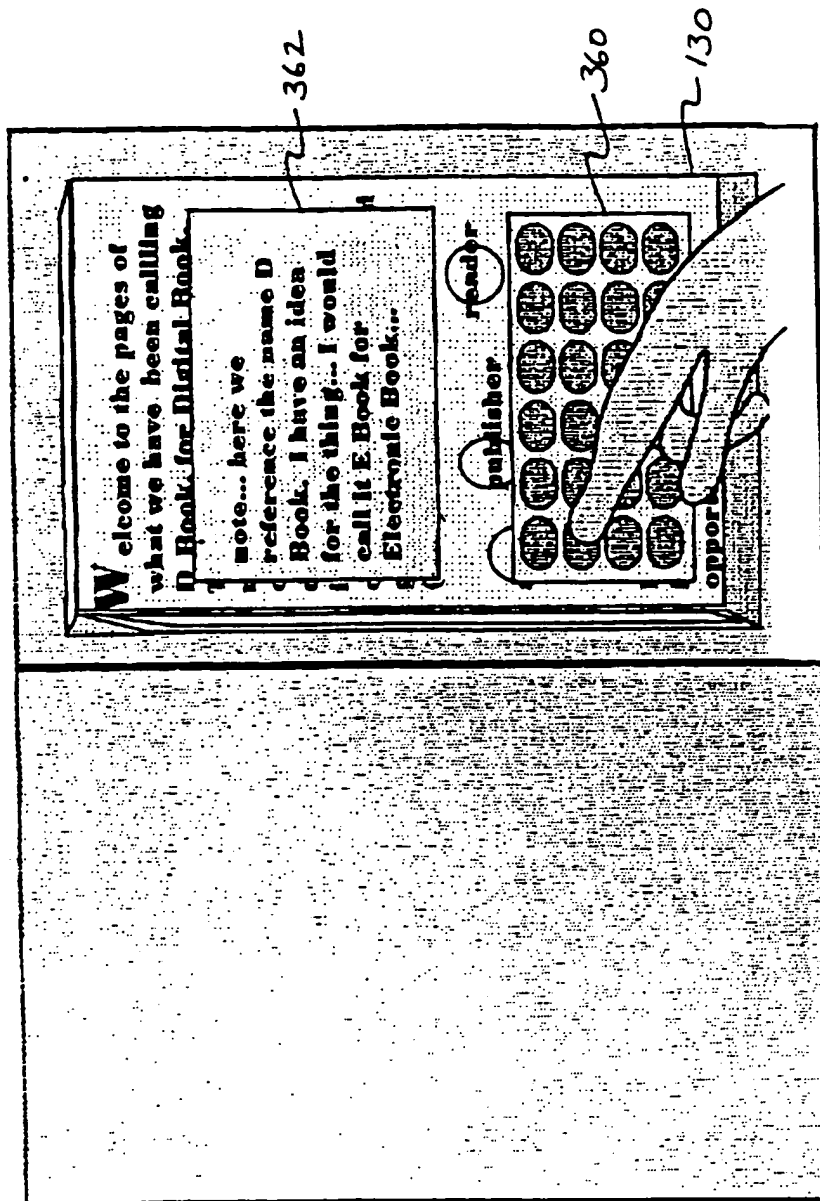 Welcome to the pages of
what we have been callling
D Book, for Digital Book.
note... here we
reference the name D
Book. I have an idea
for the thing... I would
call it E Book for
Electronic Book...
publisher
reador
oppor
362
360
130